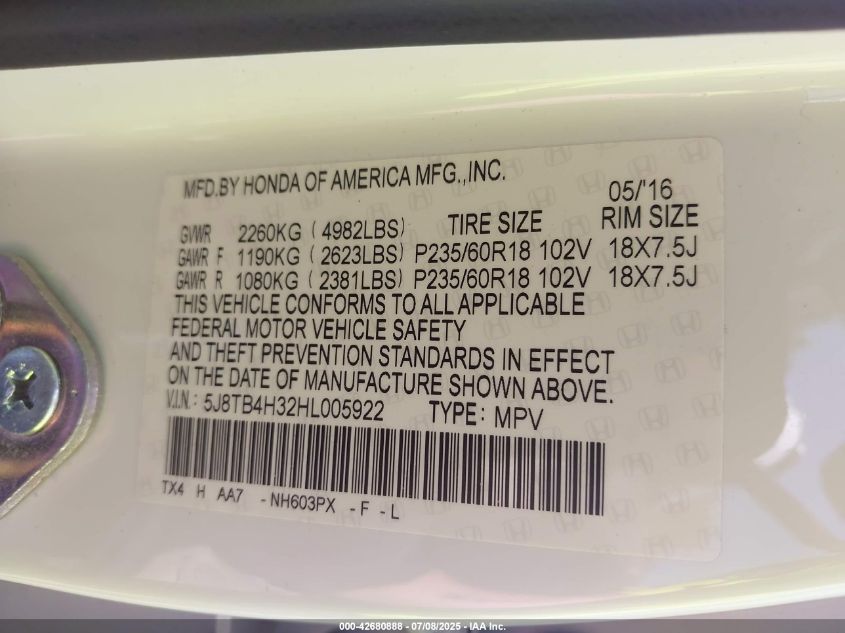 MFD.BY HONDA OF AMERICA MFG.,INC.
05/'16
GVWR 2260KG ( 4982LBS) TIRE SIZE RIM SIZE
GAWR F 1190KG ( 2623LBS) P235/60R18 102V 18X7.5J
GAWR R 1080KG ( 2381LBS) P235/60R18 102V 18X7.5J
THIS VEHICLE CONFORMS TO ALL APPLICABLE
FEDERAL MOTOR VEHICLE SAFETY
AND THEFT PREVENTION STANDARDS IN EFFECT
ON THE DATE OF MANUFACTURE SHOWN ABOVE.
V.I.N.: 5J8TB4H32HL005922 TYPE: MPV
TX4 H AA7 -NH603PX -F -L
000-42680888 - 07/08/2025 - IAA Inc.